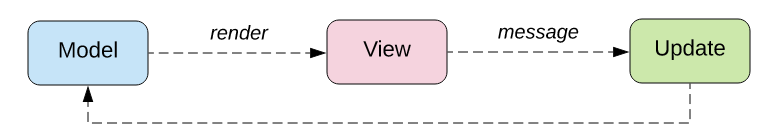 Model
render
View
message
Update